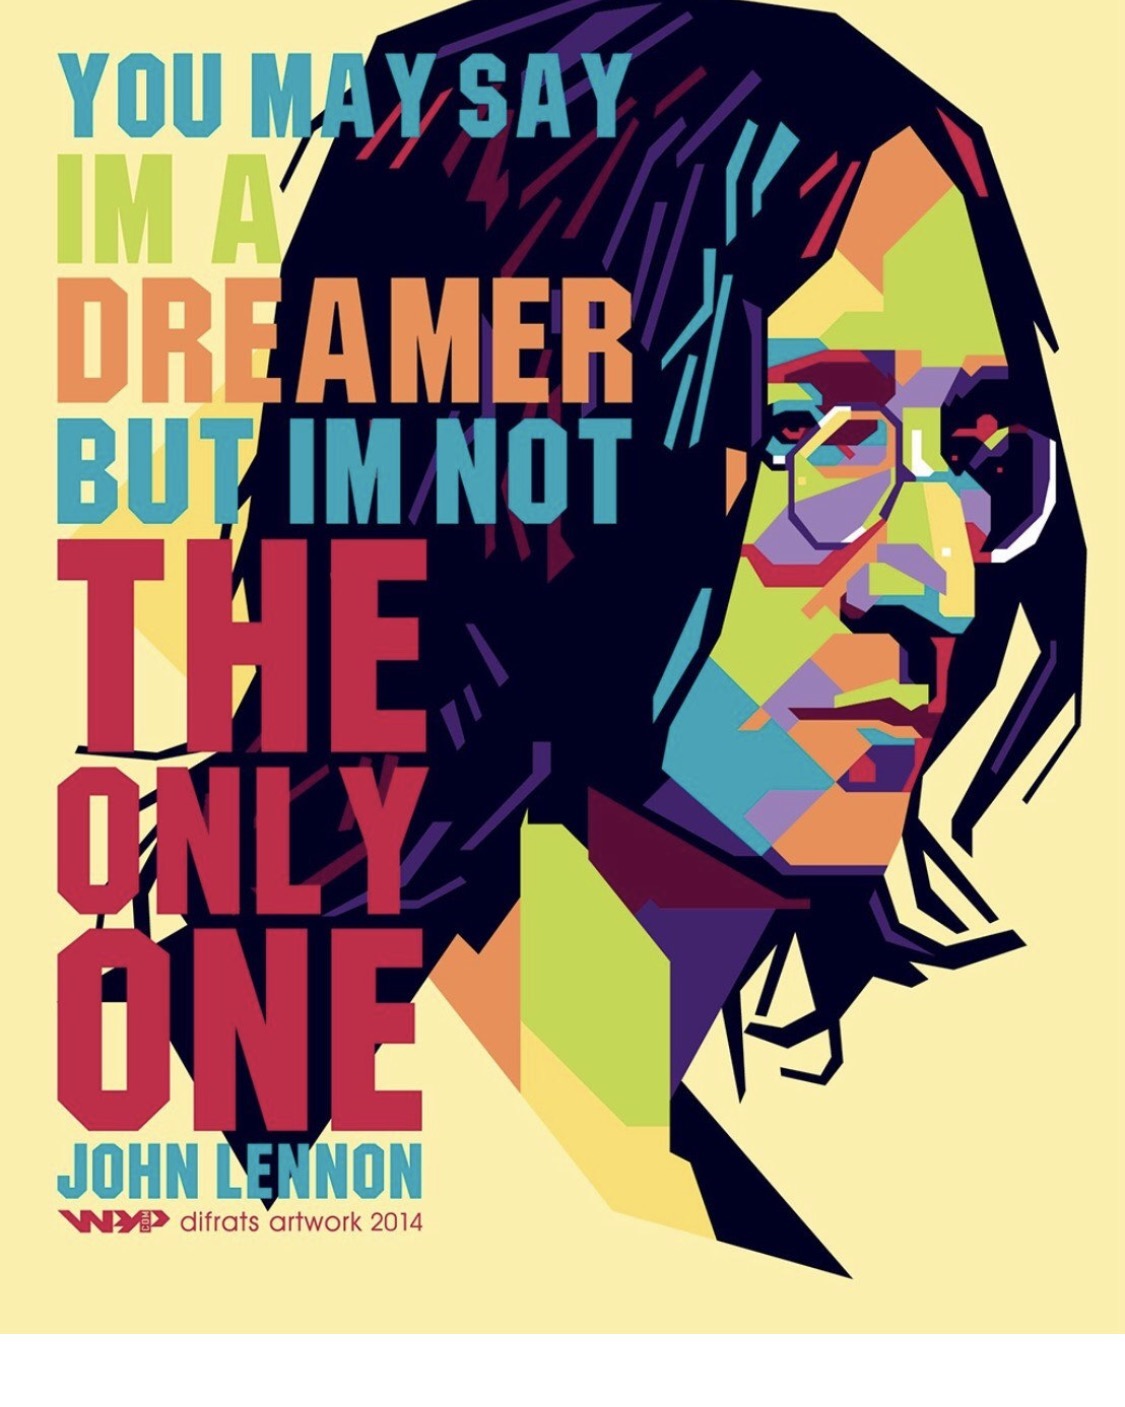 YOU MAY SAY
IM A
DREAMER
BUT IM NOT
THE
ONLY
ONE
JOHN LENNON
difrats artwork 2014